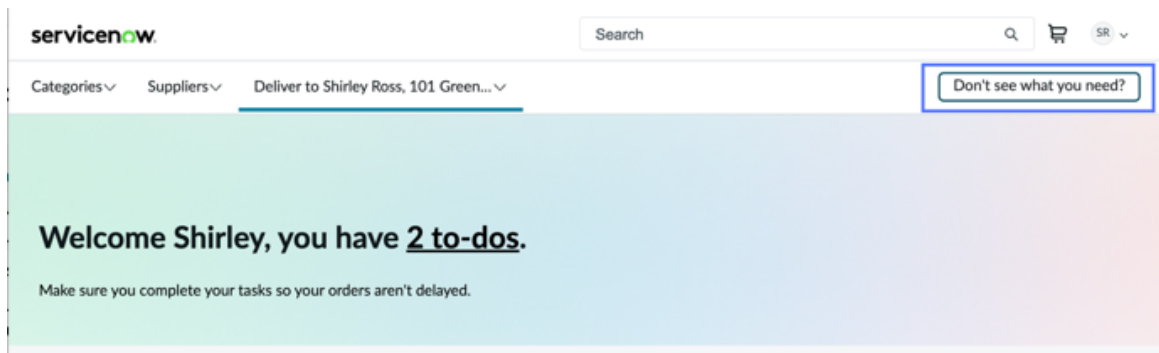 servicenow.
Search
SR
Categories
Suppliers
Deliver to Shirley Ross, 101 Green...
Don't see what you need?
Welcome Shirley, you have 2 to-dos.
Make sure you complete your tasks so your orders aren't delayed.